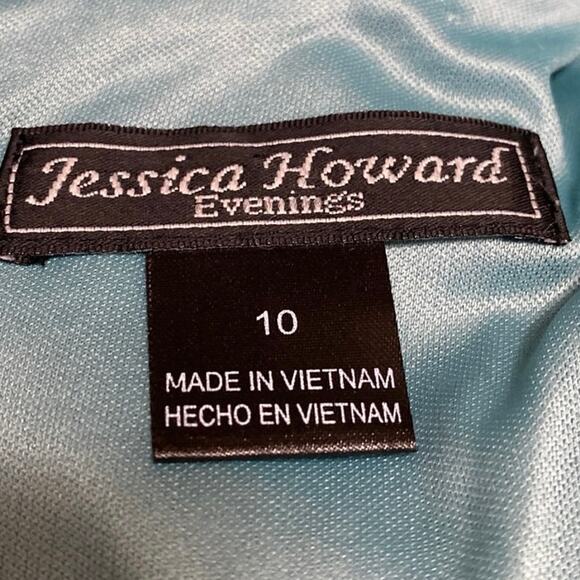 Jessica Howard
Evenings
10
MADE IN VIETNAM
HECHO EN VIETNAM